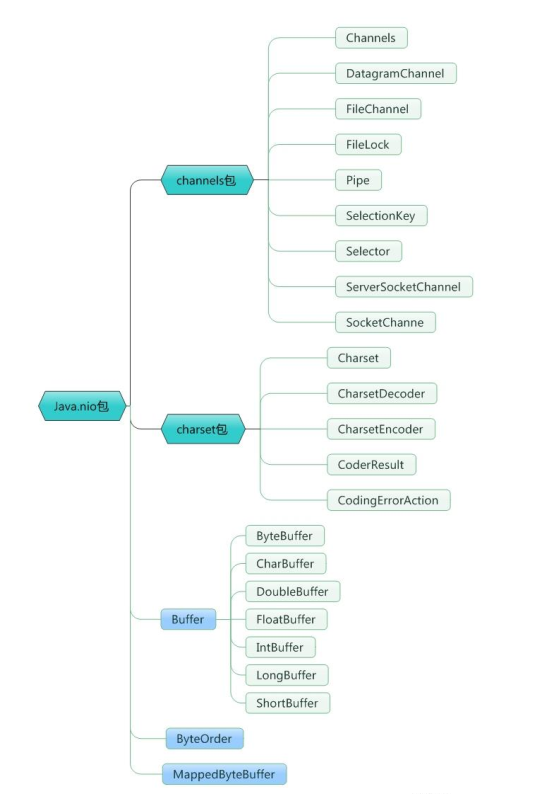 Java.nio包
channels包
Channels
DatagramChannel
FileChannel
FileLock
Pipe
SelectionKey
Selector
ServerSocketChannel
SocketChanne
charset包
Charset
CharsetDecoder
CharsetEncoder
CoderResult
CodingErrorAction
Buffer
ByteBuffer
CharBuffer
DoubleBuffer
FloatBuffer
IntBuffer
LongBuffer
ShortBuffer
ByteOrder
MappedByteBuffer